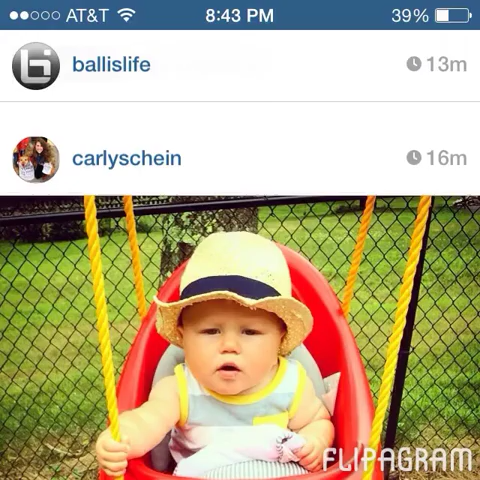 AT&T 8:43 PM 39%
ballislife 13m
carlyschein 16m
FLIPAGRAM